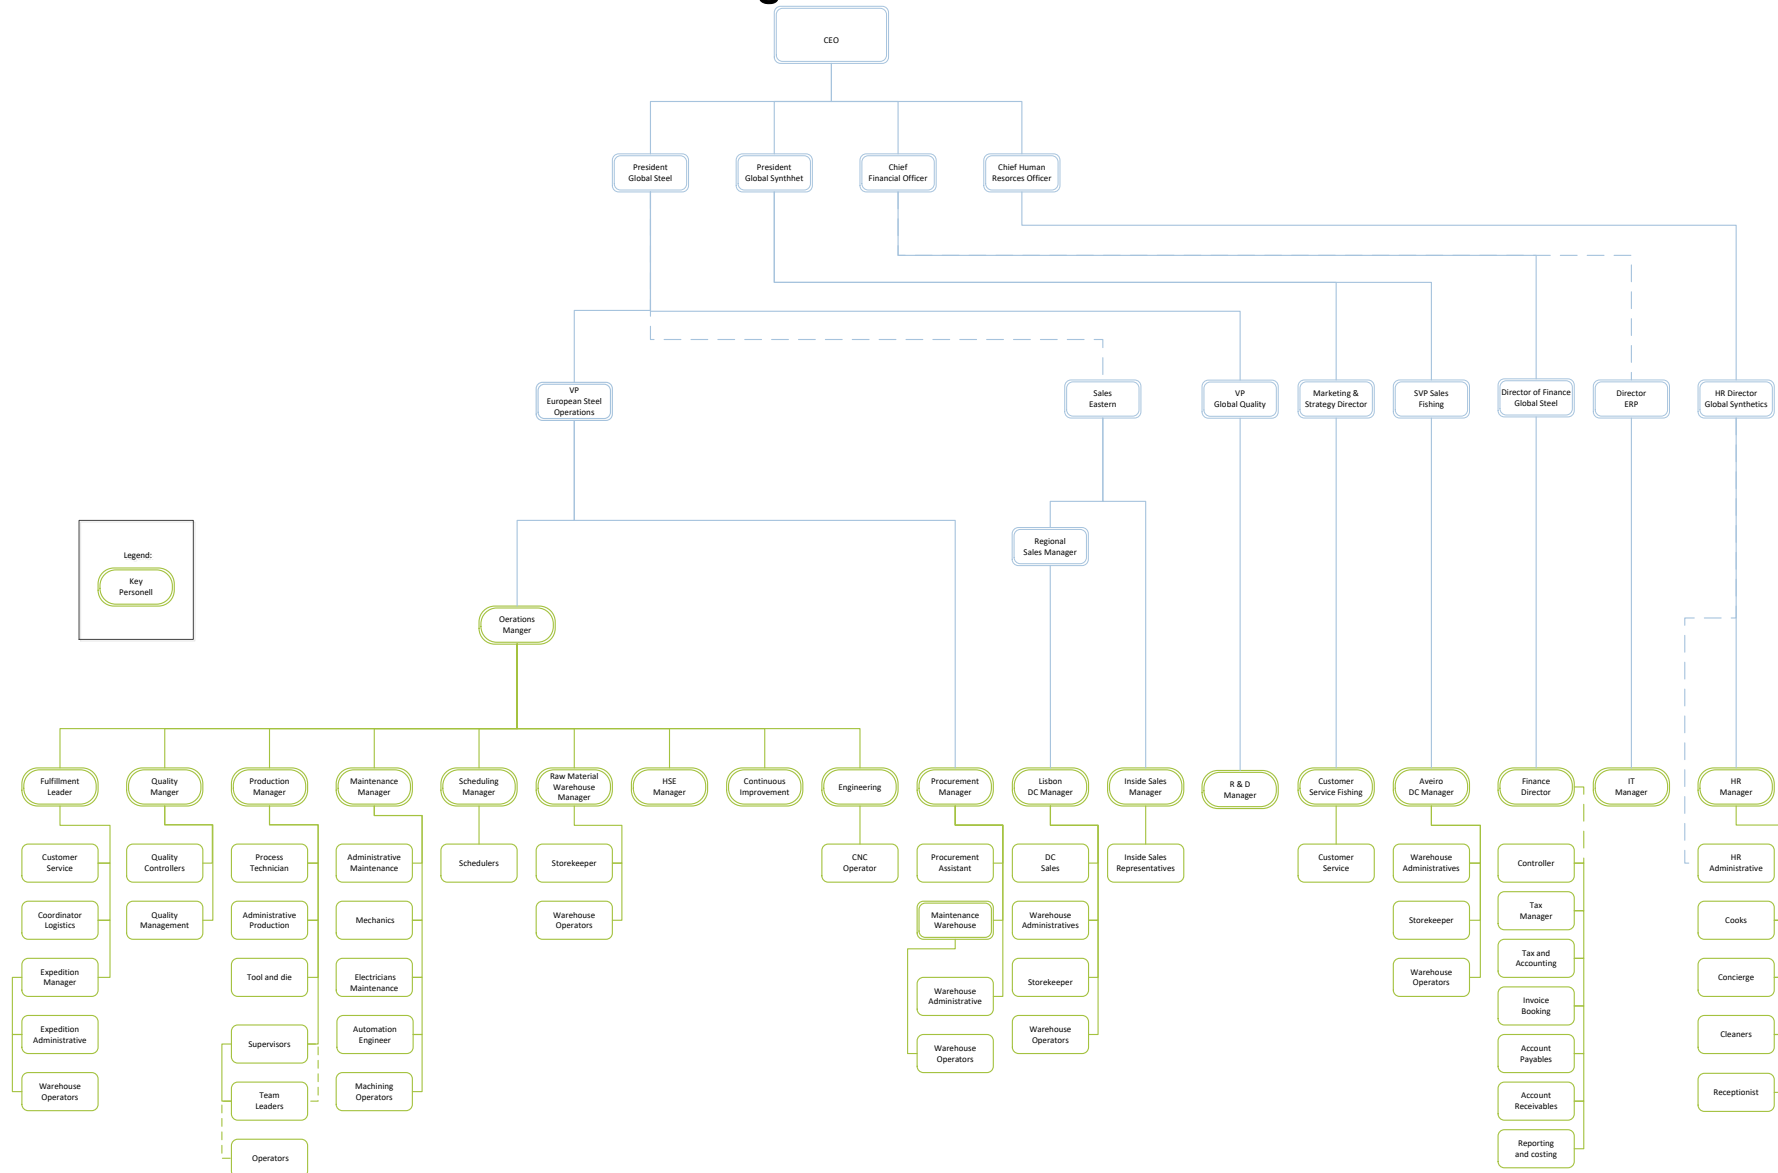 CEO
President
Global Steel
President
Global Synthhet
Chief
Financial Officer
Chief Human
Resorces Officer
VP
European Steel
Operations
Sales
Eastern
VP
Global Quality
Marketing &
Strategy Director
SVP Sales
Fishing
Director of Finance
Global Steel
Director
ERP
HR Director
Global Synthetics
Regional
Sales Manager
Legend:
Key
Personell
Oerations
Manger
Fulfillment
Leader
Quality
Manger
Production
Manager
Maintenance
Manager
Scheduling
Manager
Raw Material
Warehouse
Manager
HSE
Manager
Continuous
Improvement
Engineering
Procurement
Manager
Lisbon
DC Manager
Inside Sales
Manager
R & D
Manager
Customer
Service Fishing
Aveiro
DC Manager
Finance
Director
IT
Manager
HR
Manager
Customer
Service
Quality
Controllers
Process
Technician
Administrative
Maintenance
Schedulers
Storekeeper
CNC
Operator
Procurement
Assistant
DC
Sales
Inside Sales
Representatives
Customer
Service
Warehouse
Administratives
Controller
HR
Administrative
Coordinator
Logistics
Quality
Management
Administrative
Production
Mechanics
Warehouse
Operators
Maintenance
Warehouse
Warehouse
Administratives
Storekeeper
Tax
Manager
Cooks
Expedition
Manager
Tool and die
Electricians
Maintenance
Warehouse
Administrative
Storekeeper
Warehouse
Operators
Tax and
Accounting
Concierge
Invoice
Booking
Expedition
Administrative
Supervisors
Automation
Engineer
Warehouse
Operators
Warehouse
Operators
Account
Payables
Cleaners
Warehouse
Operators
Team
Leaders
Machining
Operators
Account
Receivables
Receptionist
Operators
Reporting
and costing